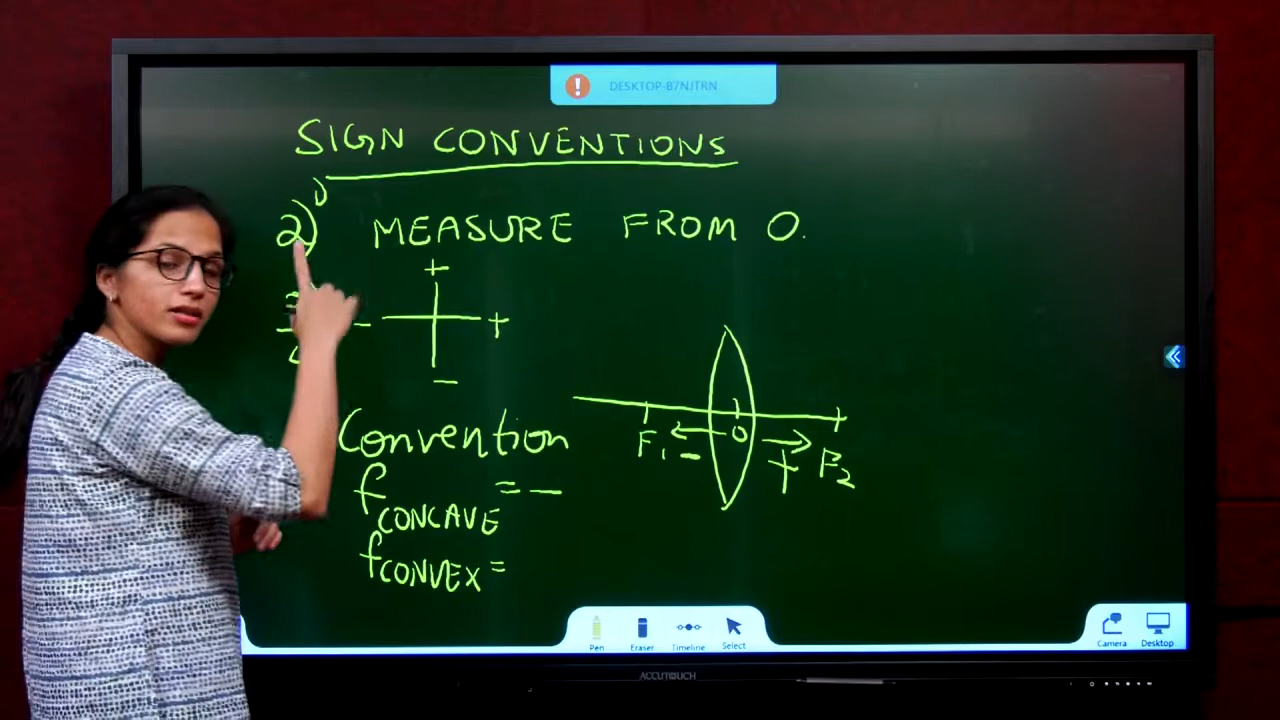 DESKTOP-B7NJTRN
SIGN CONVENTIONS
1)
2) MEASURE FROM O.
+
- +
-
Convention
f CONCAVE = -
f CONVEX =
F1 - O + F2
Pen Eraser Timeline Select
Camera Desktop
ACCUTOUCH